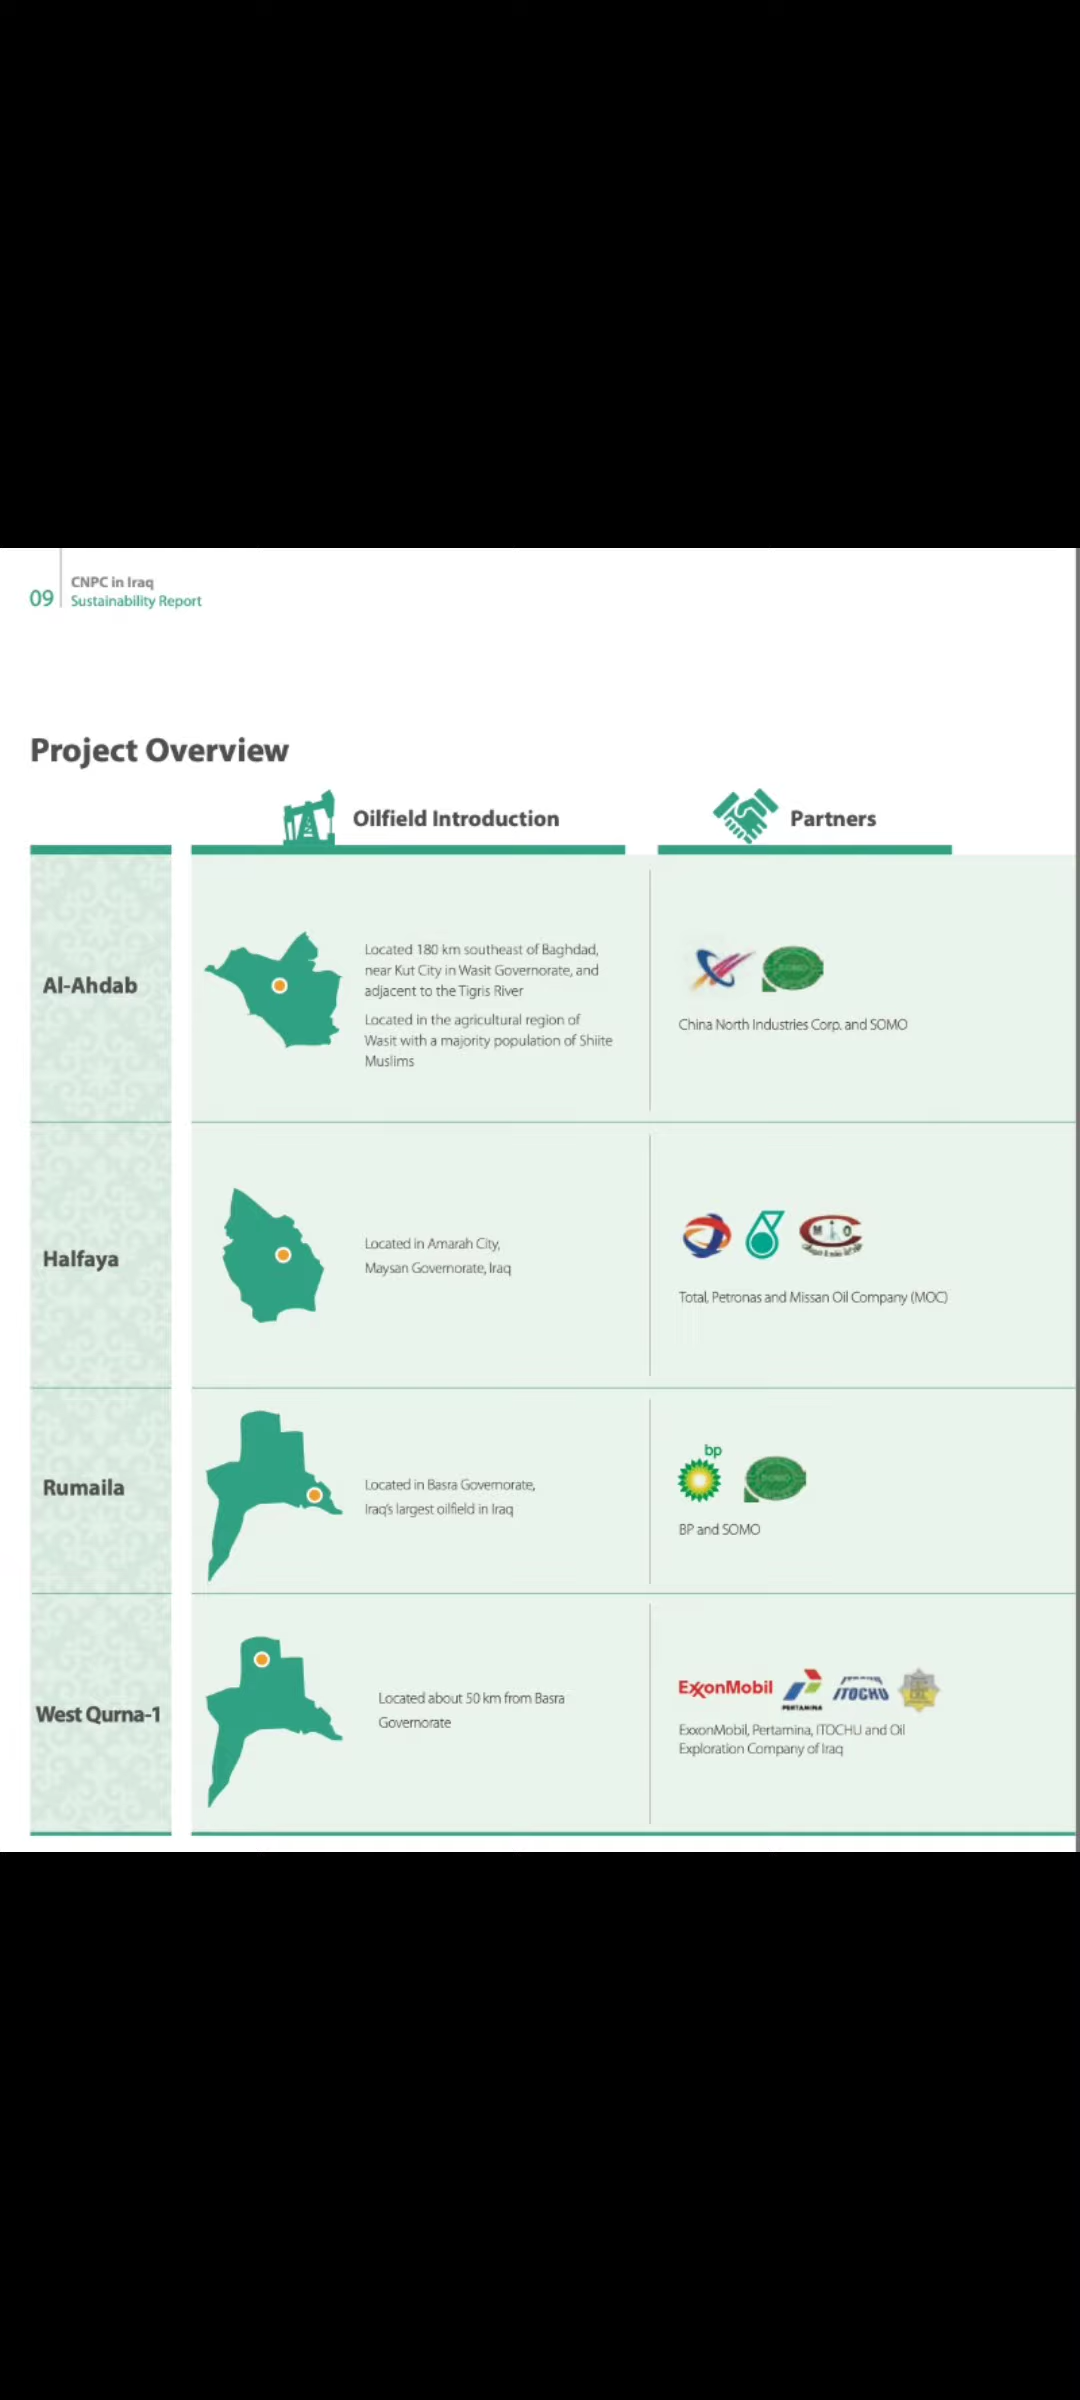 09
CNPC in Iraq
Sustainability Report
Project Overview
Oilfield Introduction
Partners
Al-Ahdab
Located 180 km southeast of Baghdad,
near Kut City in Wasit Governorate, and
adjacent to the Tigris River
Located in the agricultural region of
Wasit with a majority population of Shiite
Muslims
SOMO
China North Industries Corp. and SOMO
Halfaya
Located in Amarah City,
Maysan Governorate, Iraq
M O C
Total, Petronas and Missan Oil Company (MOC)
Rumaila
Located in Basra Governorate,
Iraq's largest oilfield in Iraq
bp
SOMO
BP and SOMO
West Qurna-1
Located about 50 km from Basra
Governorate
ExxonMobil
PERTAMINA
ITOCHU
ExxonMobil, Pertamina, ITOCHU and Oil
Exploration Company of Iraq